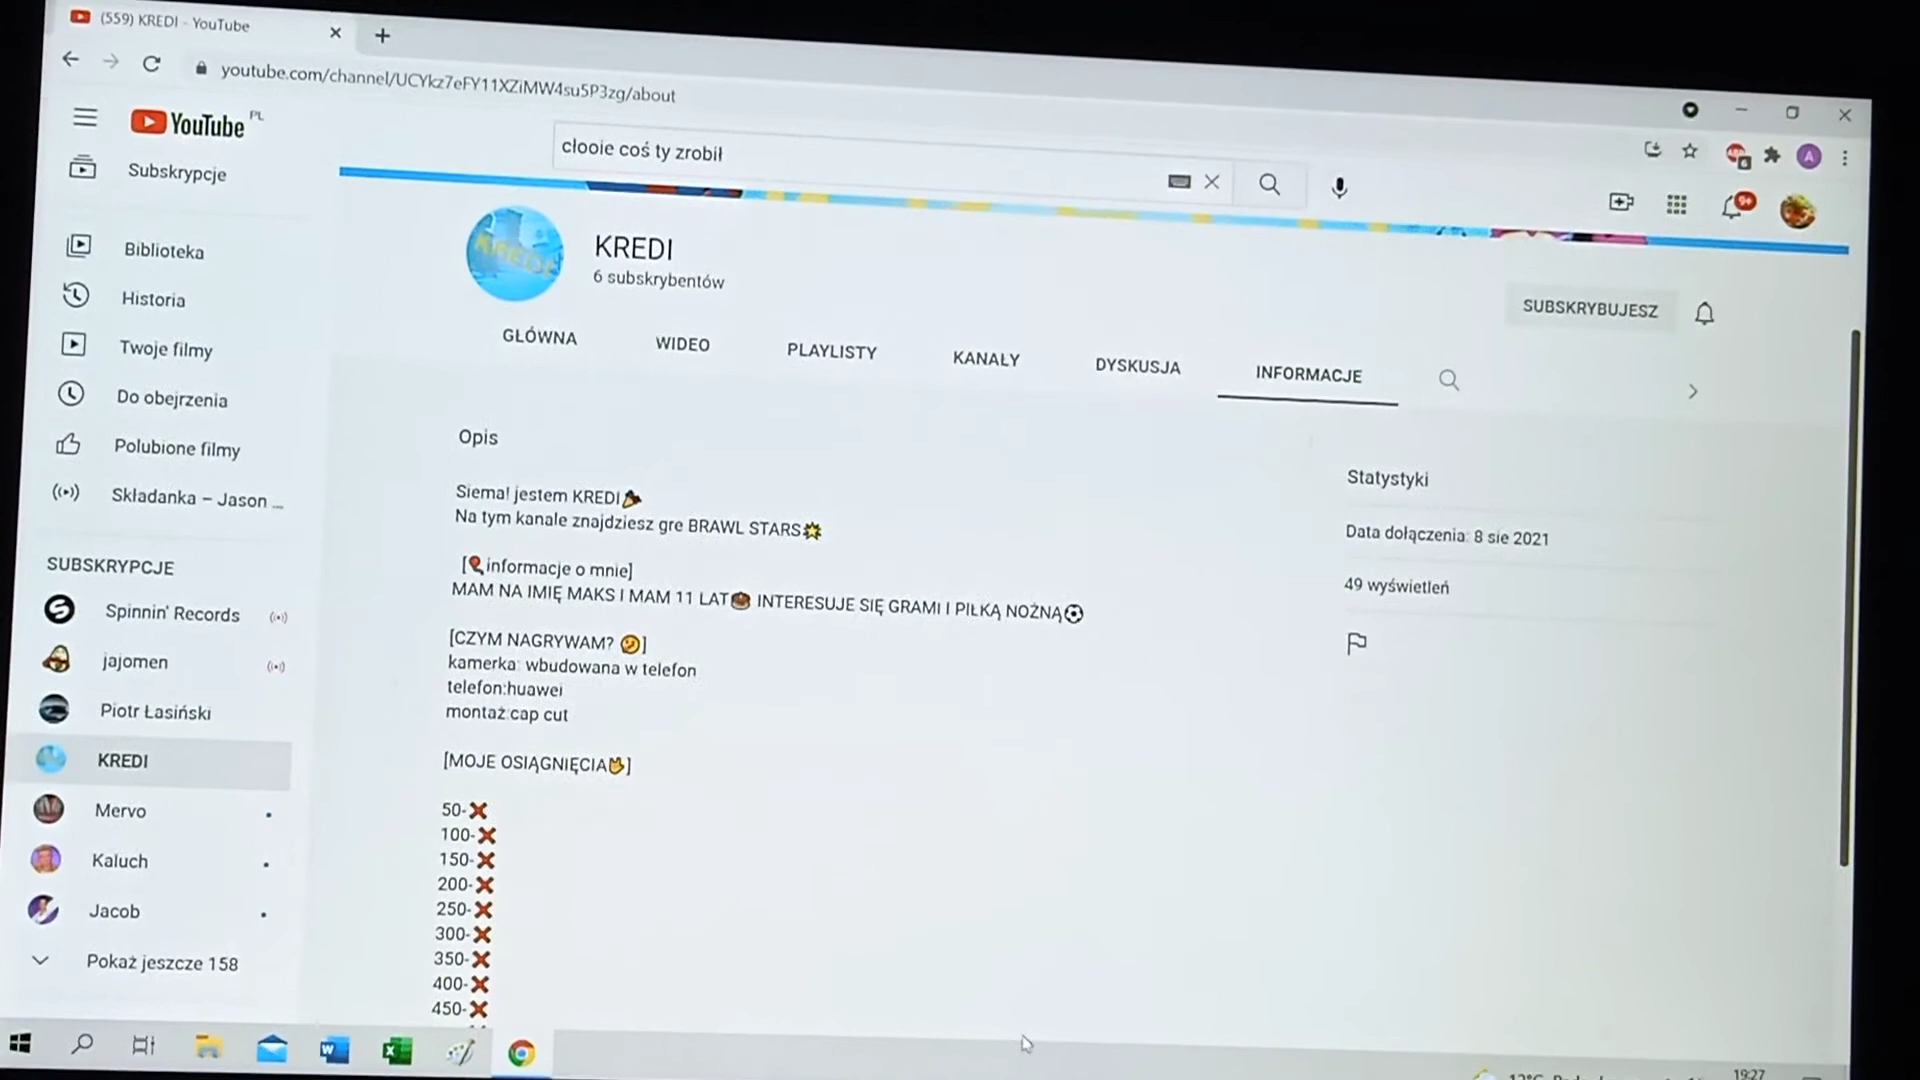 (559) KREDI - YouTube
youtube.com/channel/UCYkz7eFY11XZiMW4su5P3zg/about
YouTube PL
cłooie coś ty zrobił
9+
A
Subskrypcje
Biblioteka
Historia
Twoje filmy
Do obejrzenia
Polubione filmy
Składanka – Jason ...
SUBSKRYPCJE
Spinnin' Records
jajomen
Piotr Łasiński
KREDI
Mervo
Kaluch
Jacob
Pokaż jeszcze 158
KREDI
6 subskrybentów
SUBSKRYBUJESZ
GŁÓWNA
WIDEO
PLAYLISTY
KANAŁY
DYSKUSJA
INFORMACJE
Opis
Siema! jestem KREDI🎉
Na tym kanale znajdziesz gre BRAWL STARS🌟
[🎈informacje o mnie]
MAM NA IMIĘ MAKS I MAM 11 LAT🎂 INTERESUJE SIĘ GRAMI I PIŁKĄ NOŻNĄ⚽
[CZYM NAGRYWAM? 🤔]
kamerka: wbudowana w telefon
telefon:huawei
montaż:cap cut
[MOJE OSIĄGNIĘCIA🤟]
50-❌
100-❌
150-❌
200-❌
250-❌
300-❌
350-❌
400-❌
450-❌
Statystyki
Data dołączenia: 8 sie 2021
49 wyświetleń
19:27